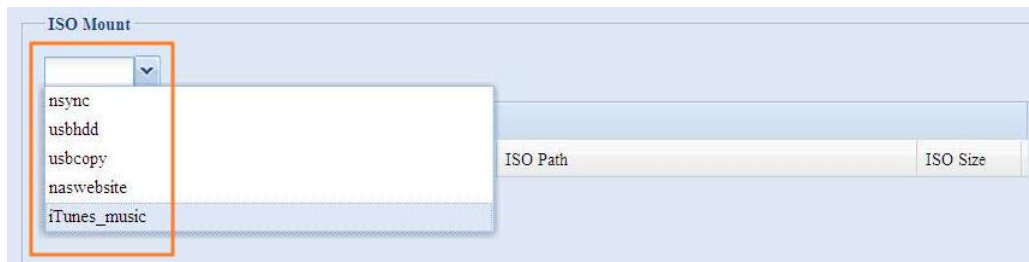 ISO Mount
nsync
usbhdd
usbcopy
ISO Path ISO Size
naswebsite
iTunes_music